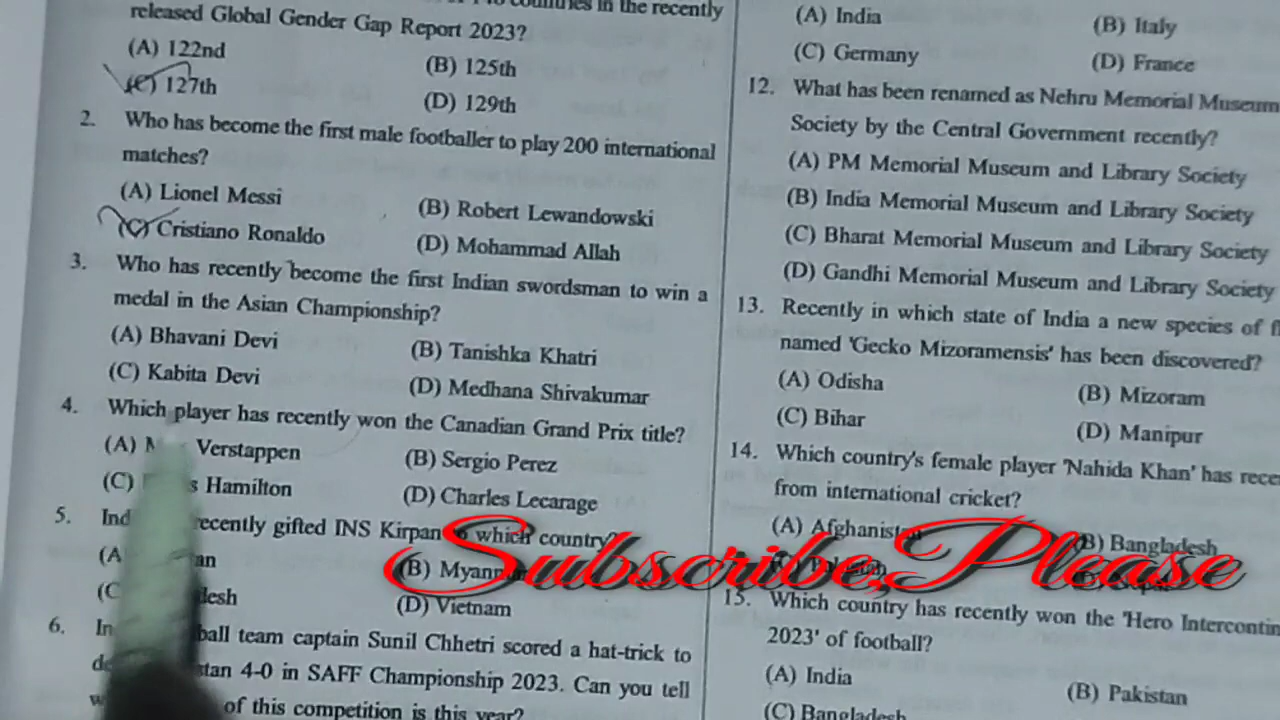 countries in the recently
released Global Gender Gap Report 2023?
(A) 122nd
(B) 125th
(C) 127th
(D) 129th
2. Who has become the first male footballer to play 200 international
matches?
(A) Lionel Messi
(B) Robert Lewandowski
(C) Cristiano Ronaldo
(D) Mohammad Allah
3. Who has recently become the first Indian swordsman to win a
medal in the Asian Championship?
(A) Bhavani Devi
(B) Tanishka Khatri
(C) Kabita Devi
(D) Medhana Shivakumar
4. Which player has recently won the Canadian Grand Prix title?
(A) Verstappen
(B) Sergio Perez
(C) Hamilton
(D) Charles Lecarage
5. recently gifted INS Kirpan which country?
(B)
(D) Vietnam
6. team captain Sunil Chhetri scored a hat-trick to
4-0 in SAFF Championship 2023. Can you tell
of this competition is this year?
(A) India
(B) Italy
(C) Germany
(D) France
12. What has been renamed as Nehru Memorial Museum
Society by the Central Government recently?
(A) PM Memorial Museum and Library Society
(B) India Memorial Museum and Library Society
(C) Bharat Memorial Museum and Library Society
(D) Gandhi Memorial Museum and Library Society
13. Recently in which state of India a new species of
named 'Gecko Mizoramensis' has been discovered?
(A) Odisha
(B) Mizoram
(C) Bihar
(D) Manipur
14. Which country's female player 'Nahida Khan' has
from international cricket?
(A) Afghanistan
(B) Bangladesh
15. Which country has recently won the 'Hero
2023' of football?
(A) India
(B) Pakistan
(C) Bangladesh
Subscribe,Please